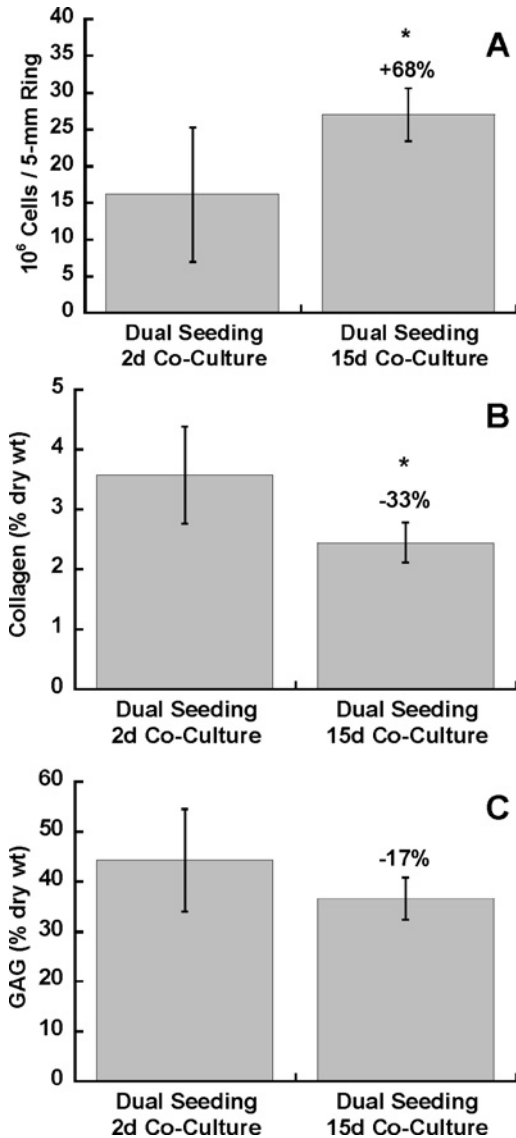 A
*
+68%
40
35
30
25
20
15
10
5
0
10⁶ Cells / 5-mm Ring
Dual Seeding
2d Co-Culture
Dual Seeding
15d Co-Culture
B
*
-33%
5
4
3
2
1
0
Collagen (% dry wt)
Dual Seeding
2d Co-Culture
Dual Seeding
15d Co-Culture
C
-17%
60
50
40
30
20
10
0
GAG (% dry wt)
Dual Seeding
2d Co-Culture
Dual Seeding
15d Co-Culture